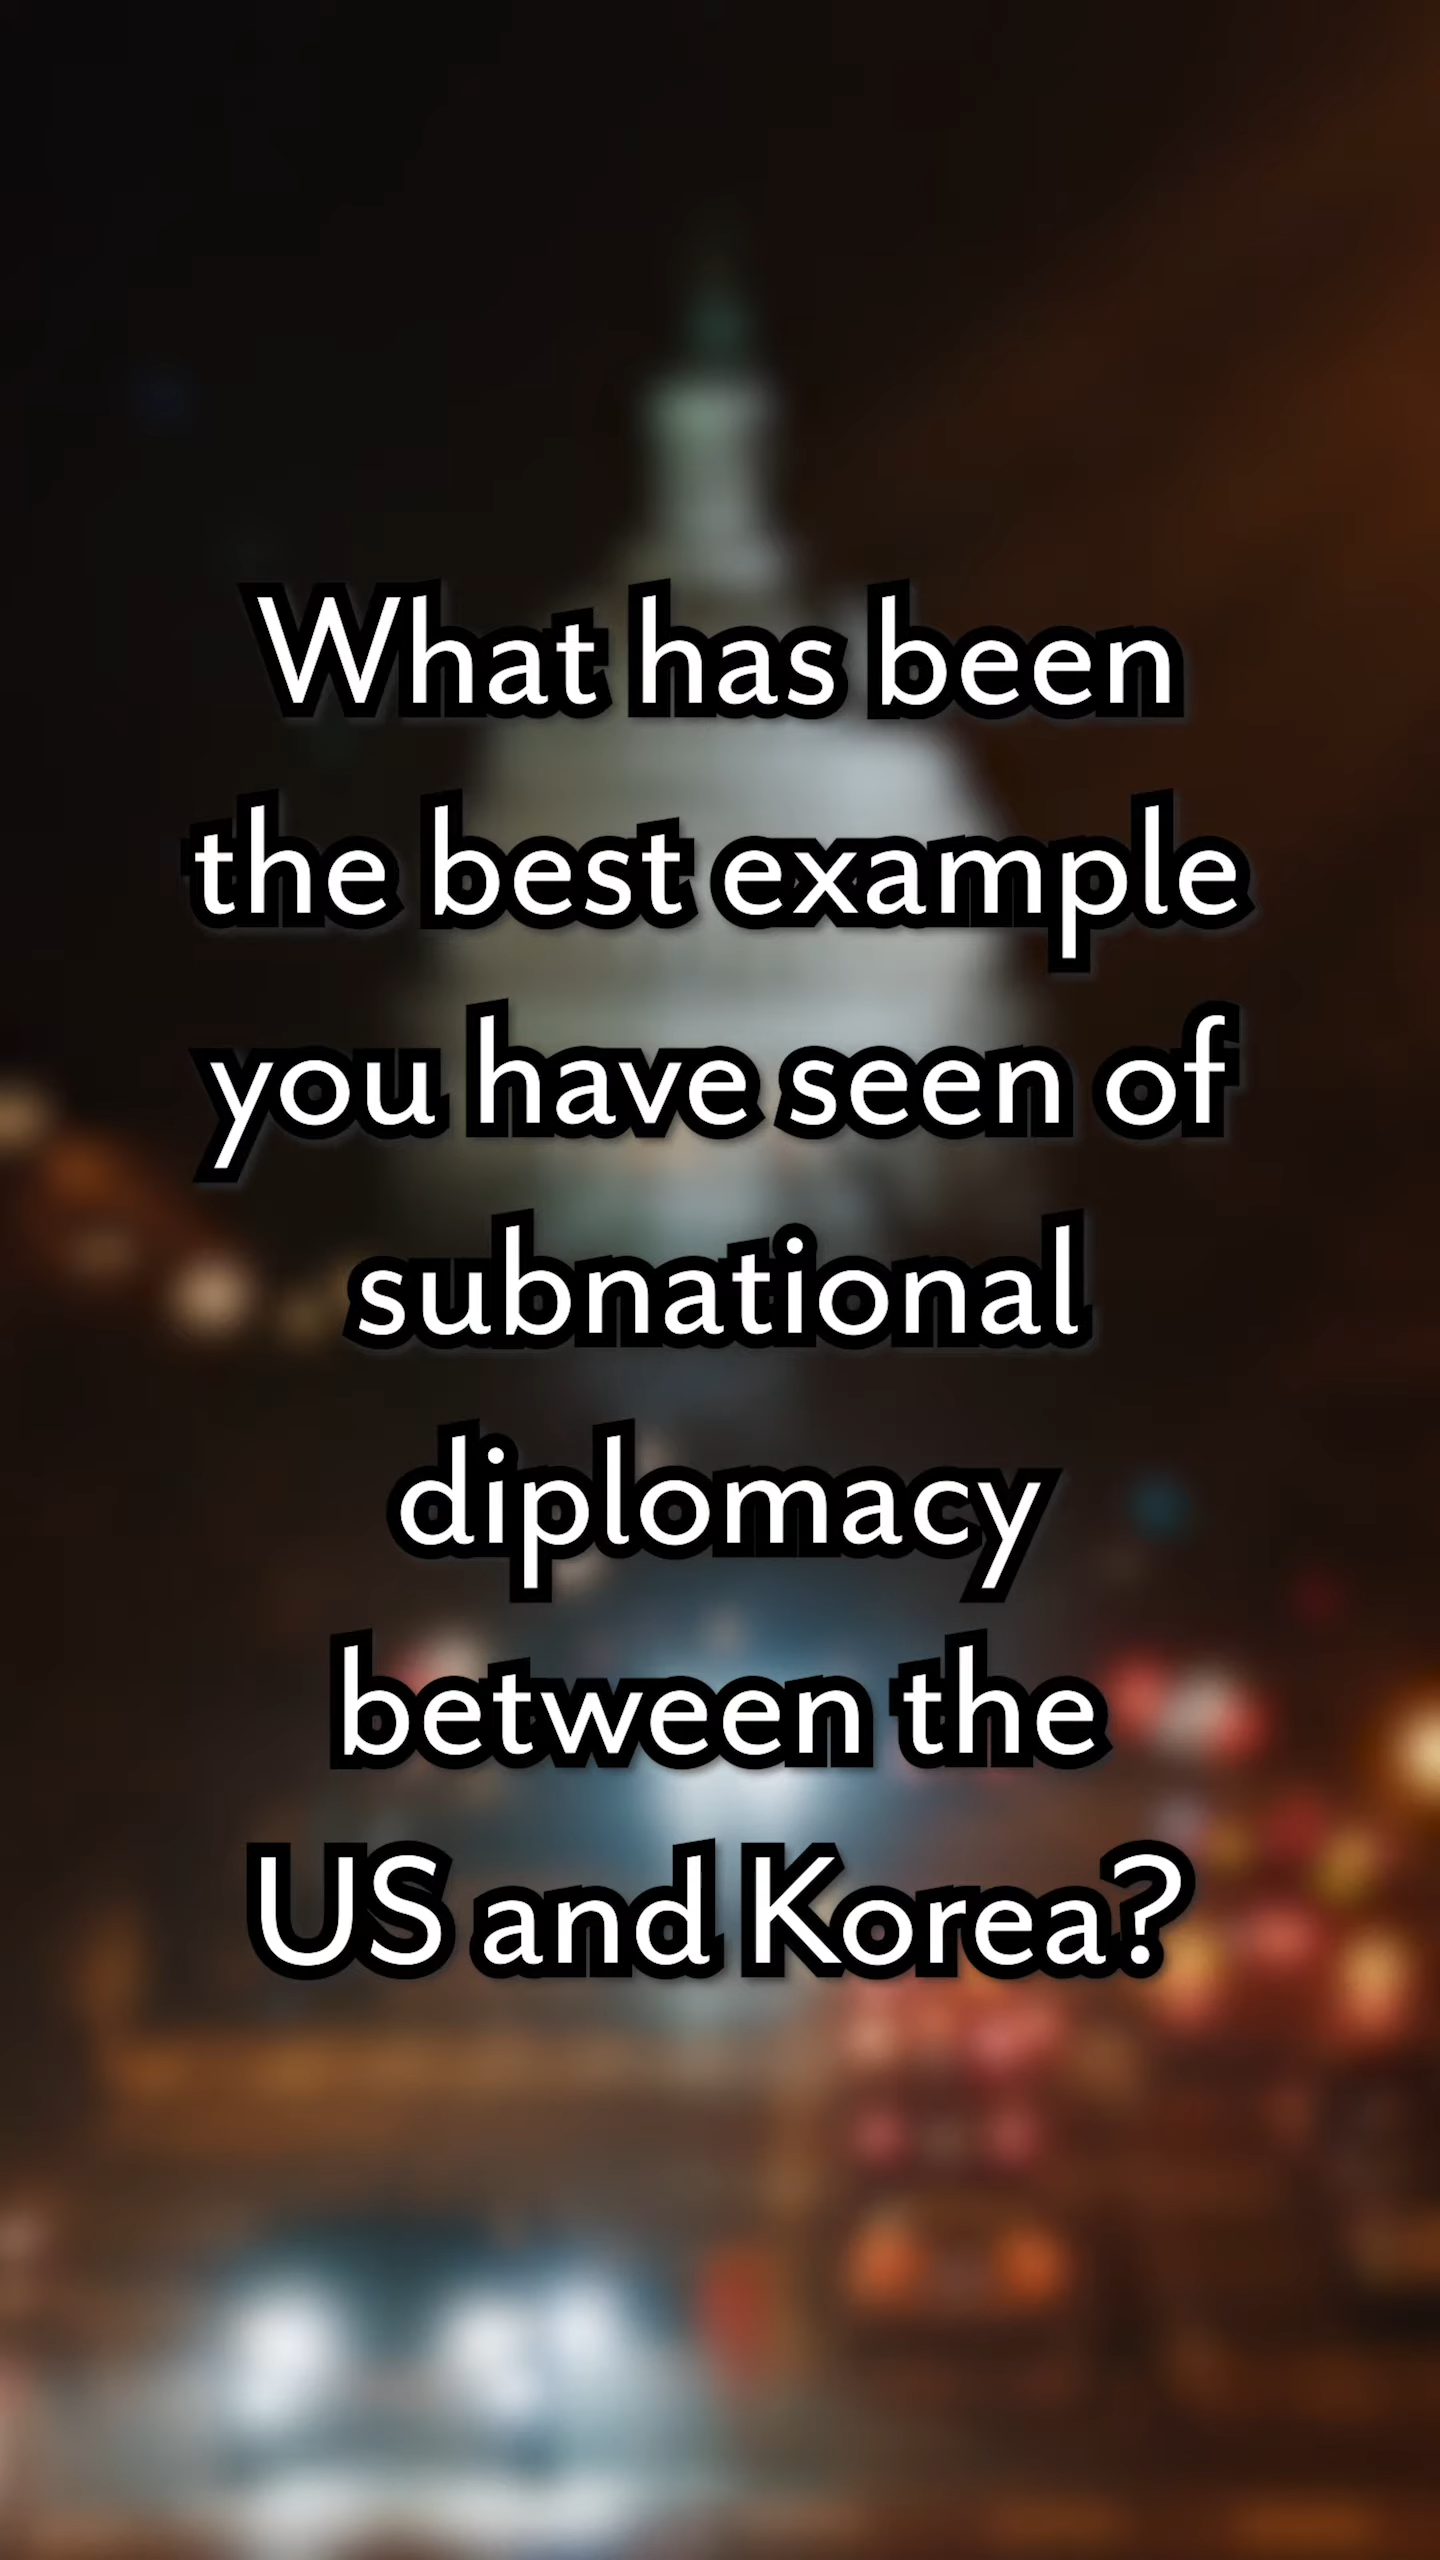 What has been
the best example
you have seen of
subnational
diplomacy
between the
US and Korea?